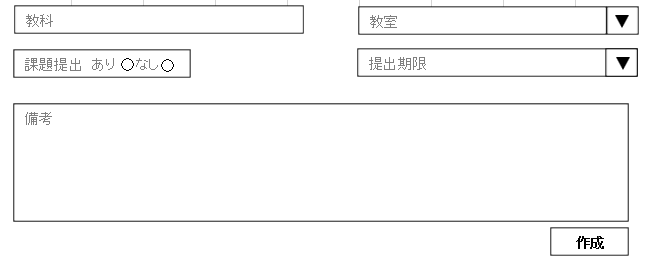 教科
教室 ▼
課題提出 あり ○なし ○
提出期限 ▼
備考
作成